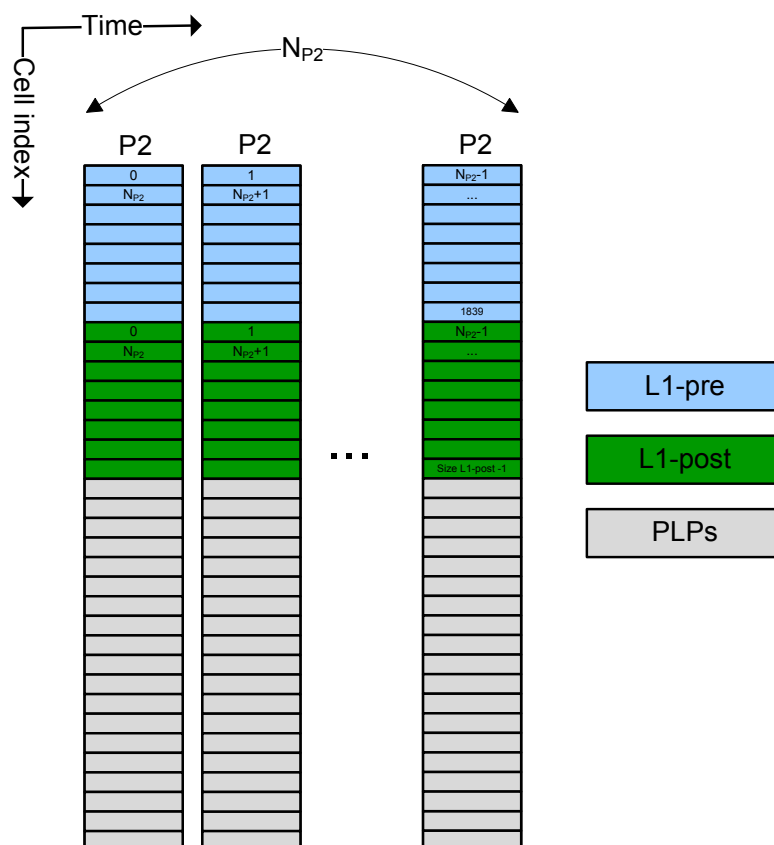 Time
Cell index
NP2
P2 P2 P2
0 1 NP2-1
NP2 NP2+1 ...
1839
0 1 NP2-1
NP2 NP2+1 ...
...
Size L1-post -1
L1-pre
L1-post
PLPs